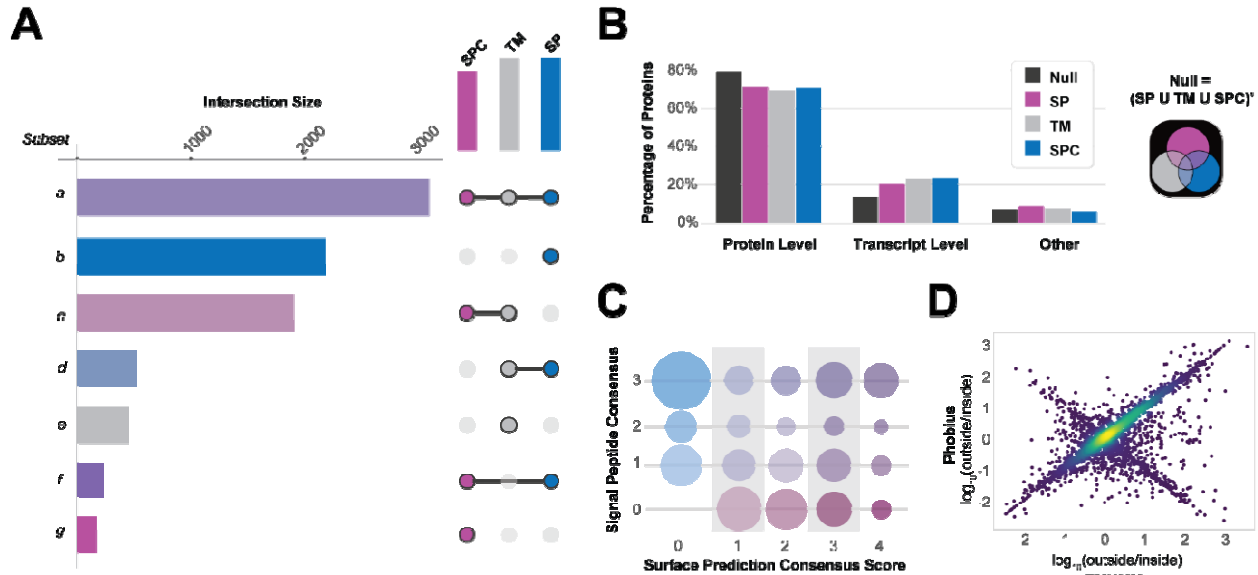 A
SPC
TM
SP
Intersection Size
Subset
1000
2000
3000
a
b
d
e
f
g
B
Percentage of Proteins
80%
60%
40%
20%
0%
Null
SP
TM
SPC
Protein Level
Transcript Level
Other
Null =
(SP U TM U SPC)'
C
Signal Peptide Consensus
3
2
1
0
0
1
2
3
4
Surface Prediction Consensus Score
D
Phobius
(outside/inside)
3
2
1
0
-1
-2
2
1
0
1
2
3
(outside/inside)